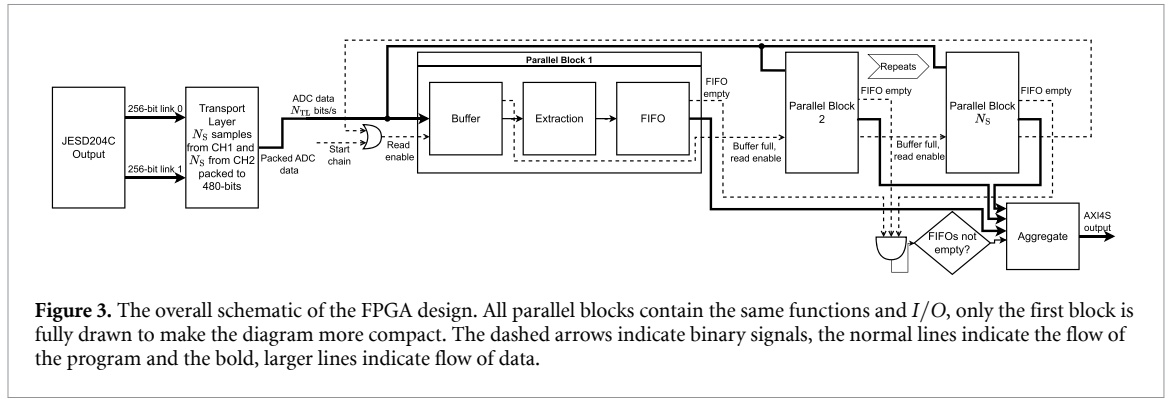 Parallel Block 1
Repeats
FIFO
empty
FIFO empty
FIFO empty
256-bit link 0
ADC data
N_TL bits/s
JESD204C
Output
Transport
Layer
N_S samples
from CH1 and
N_S from CH2
packed to
480-bits
Buffer
Extraction
FIFO
Parallel Block
2
Parallel Block
N_S
Start
chain
Read
enable
Packed ADC
data
256-bit link 1
Buffer full,
read enable
Buffer full,
read enable
FIFOs not
empty?
Aggregate
AXI4S
output
Figure 3. The overall schematic of the FPGA design. All parallel blocks contain the same functions and I/O, only the first block is
fully drawn to make the diagram more compact. The dashed arrows indicate binary signals, the normal lines indicate the flow of
the program and the bold, larger lines indicate flow of data.